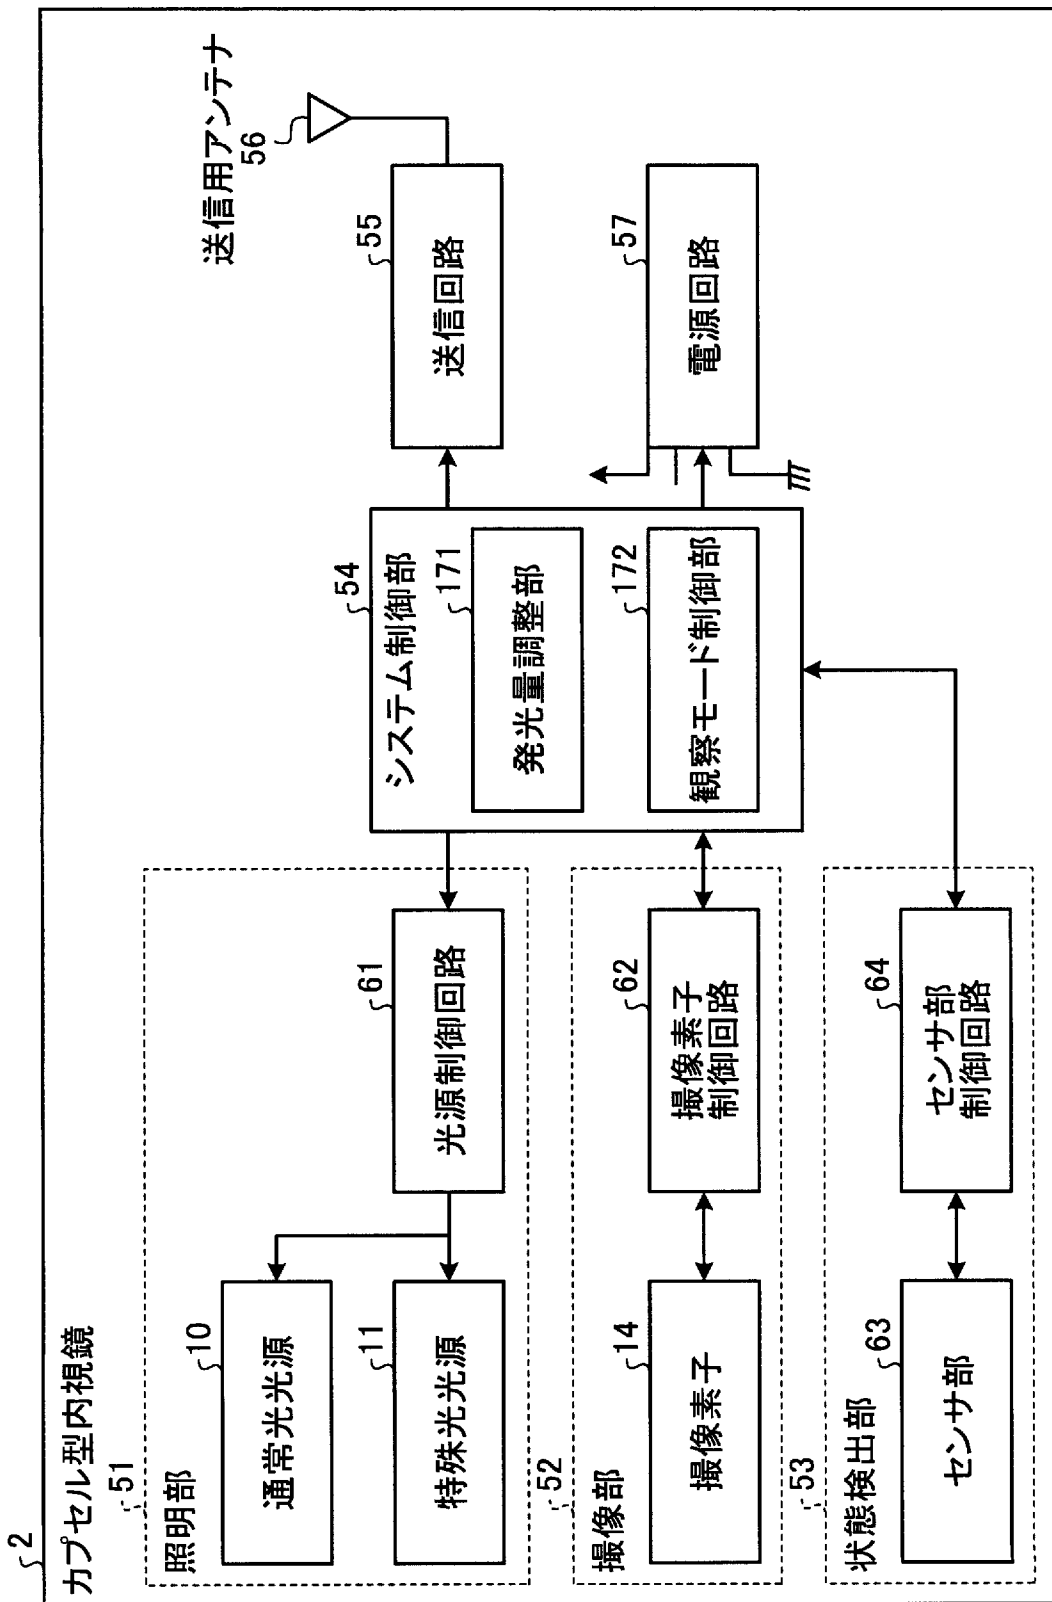 2
カプセル型内視鏡
51
照明部
10
通常光光源
11
特殊光光源
61
光源制御回路
52
撮像部
14
撮像素子
62
撮像素子
制御回路
53
状態検出部
63
センサ部
64
センサ部
制御回路
54
システム制御部
171
発光量調整部
172
観察モード制御部
55
送信回路
送信用アンテナ
56
57
電源回路